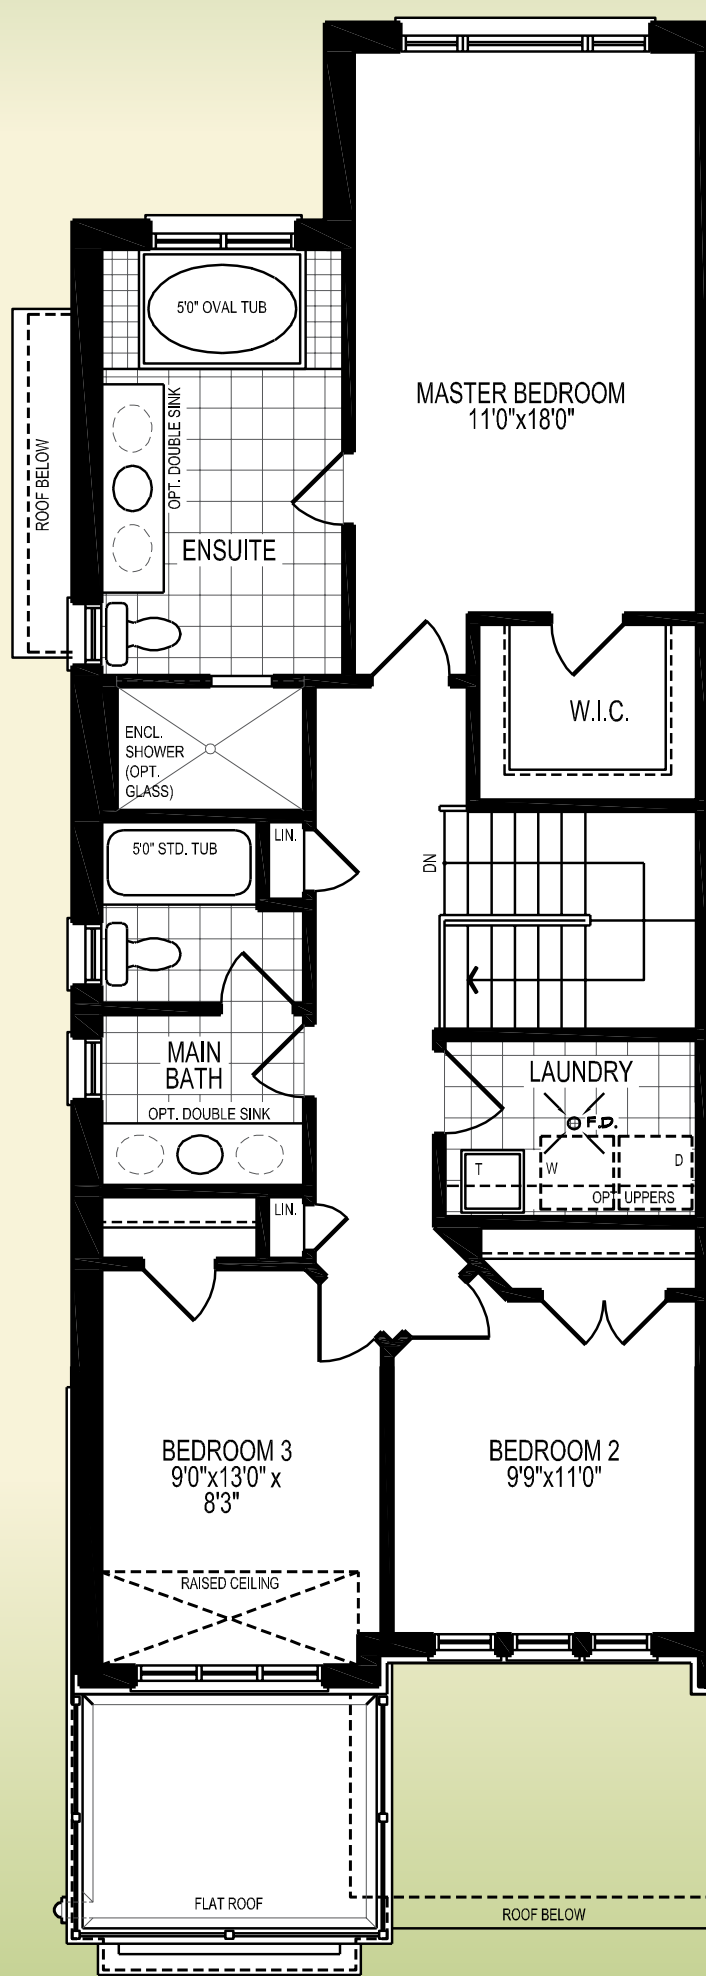 5'0" OVAL TUB
MASTER BEDROOM
11'0"x18'0"
OPT. DOUBLE SINK
ROOF BELOW
ENSUITE
W.I.C.
ENCL.
SHOWER
(OPT.
GLASS)
5'0" STD. TUB
LIN.
DN
MAIN
BATH
OPT. DOUBLE SINK
LAUNDRY
F.D.
T
W
D
OPT UPPERS
LIN.
BEDROOM 3
9'0"x13'0" x
8'3"
BEDROOM 2
9'9"x11'0"
RAISED CEILING
FLAT ROOF
ROOF BELOW